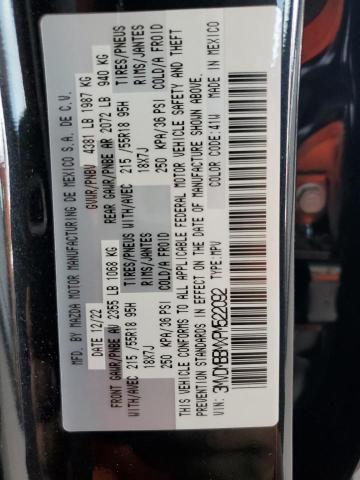 MFD. BY MAZDA MOTOR MANUFACTURING DE MEXICO S.A. DE C.V.
DATE 12/22 GVWR/PNBV 4381 LB 1987 KG
FRONT GAWR/PNBE AV 2355 LB 1068 KG REAR GAWR/PNBE AR 2072 LB 940 KG
WITH/AVEC 215/55R18 95H TIRES/PNEUS WITH/AVEC 215/55R18 95H TIRES/PNEUS
18X7J RIMS/JANTES 18X7J RIMS/JANTES
250 KPA/36 PSI COLD/A FROID 250 KPA/36 PSI COLD/A FROID
THIS VEHICLE CONFORMS TO ALL APPLICABLE FEDERAL MOTOR VEHICLE SAFETY AND THEFT
PREVENTION STANDARDS IN EFFECT ON THE DATE OF MANUFACTURE SHOWN ABOVE.
VIN: 3MVDMBBMXPM522092 TYPE:MPV COLOR CODE:41W MADE IN MEXICO